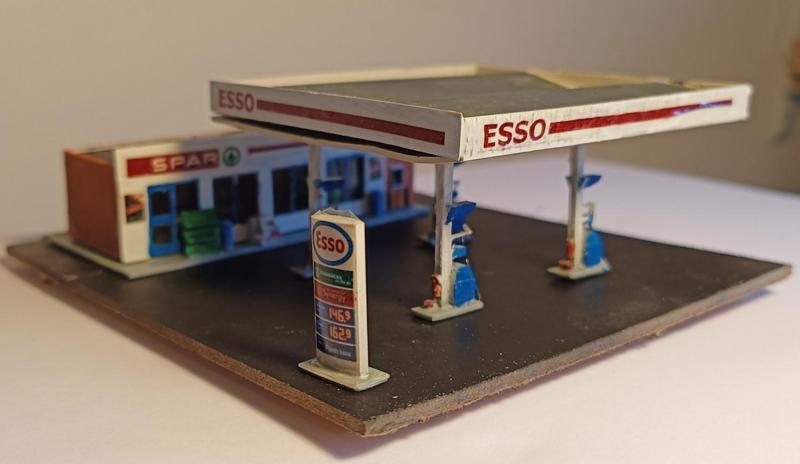 ESSO
ESSO
SPAR
Esso
Synergy
146.9
162.9